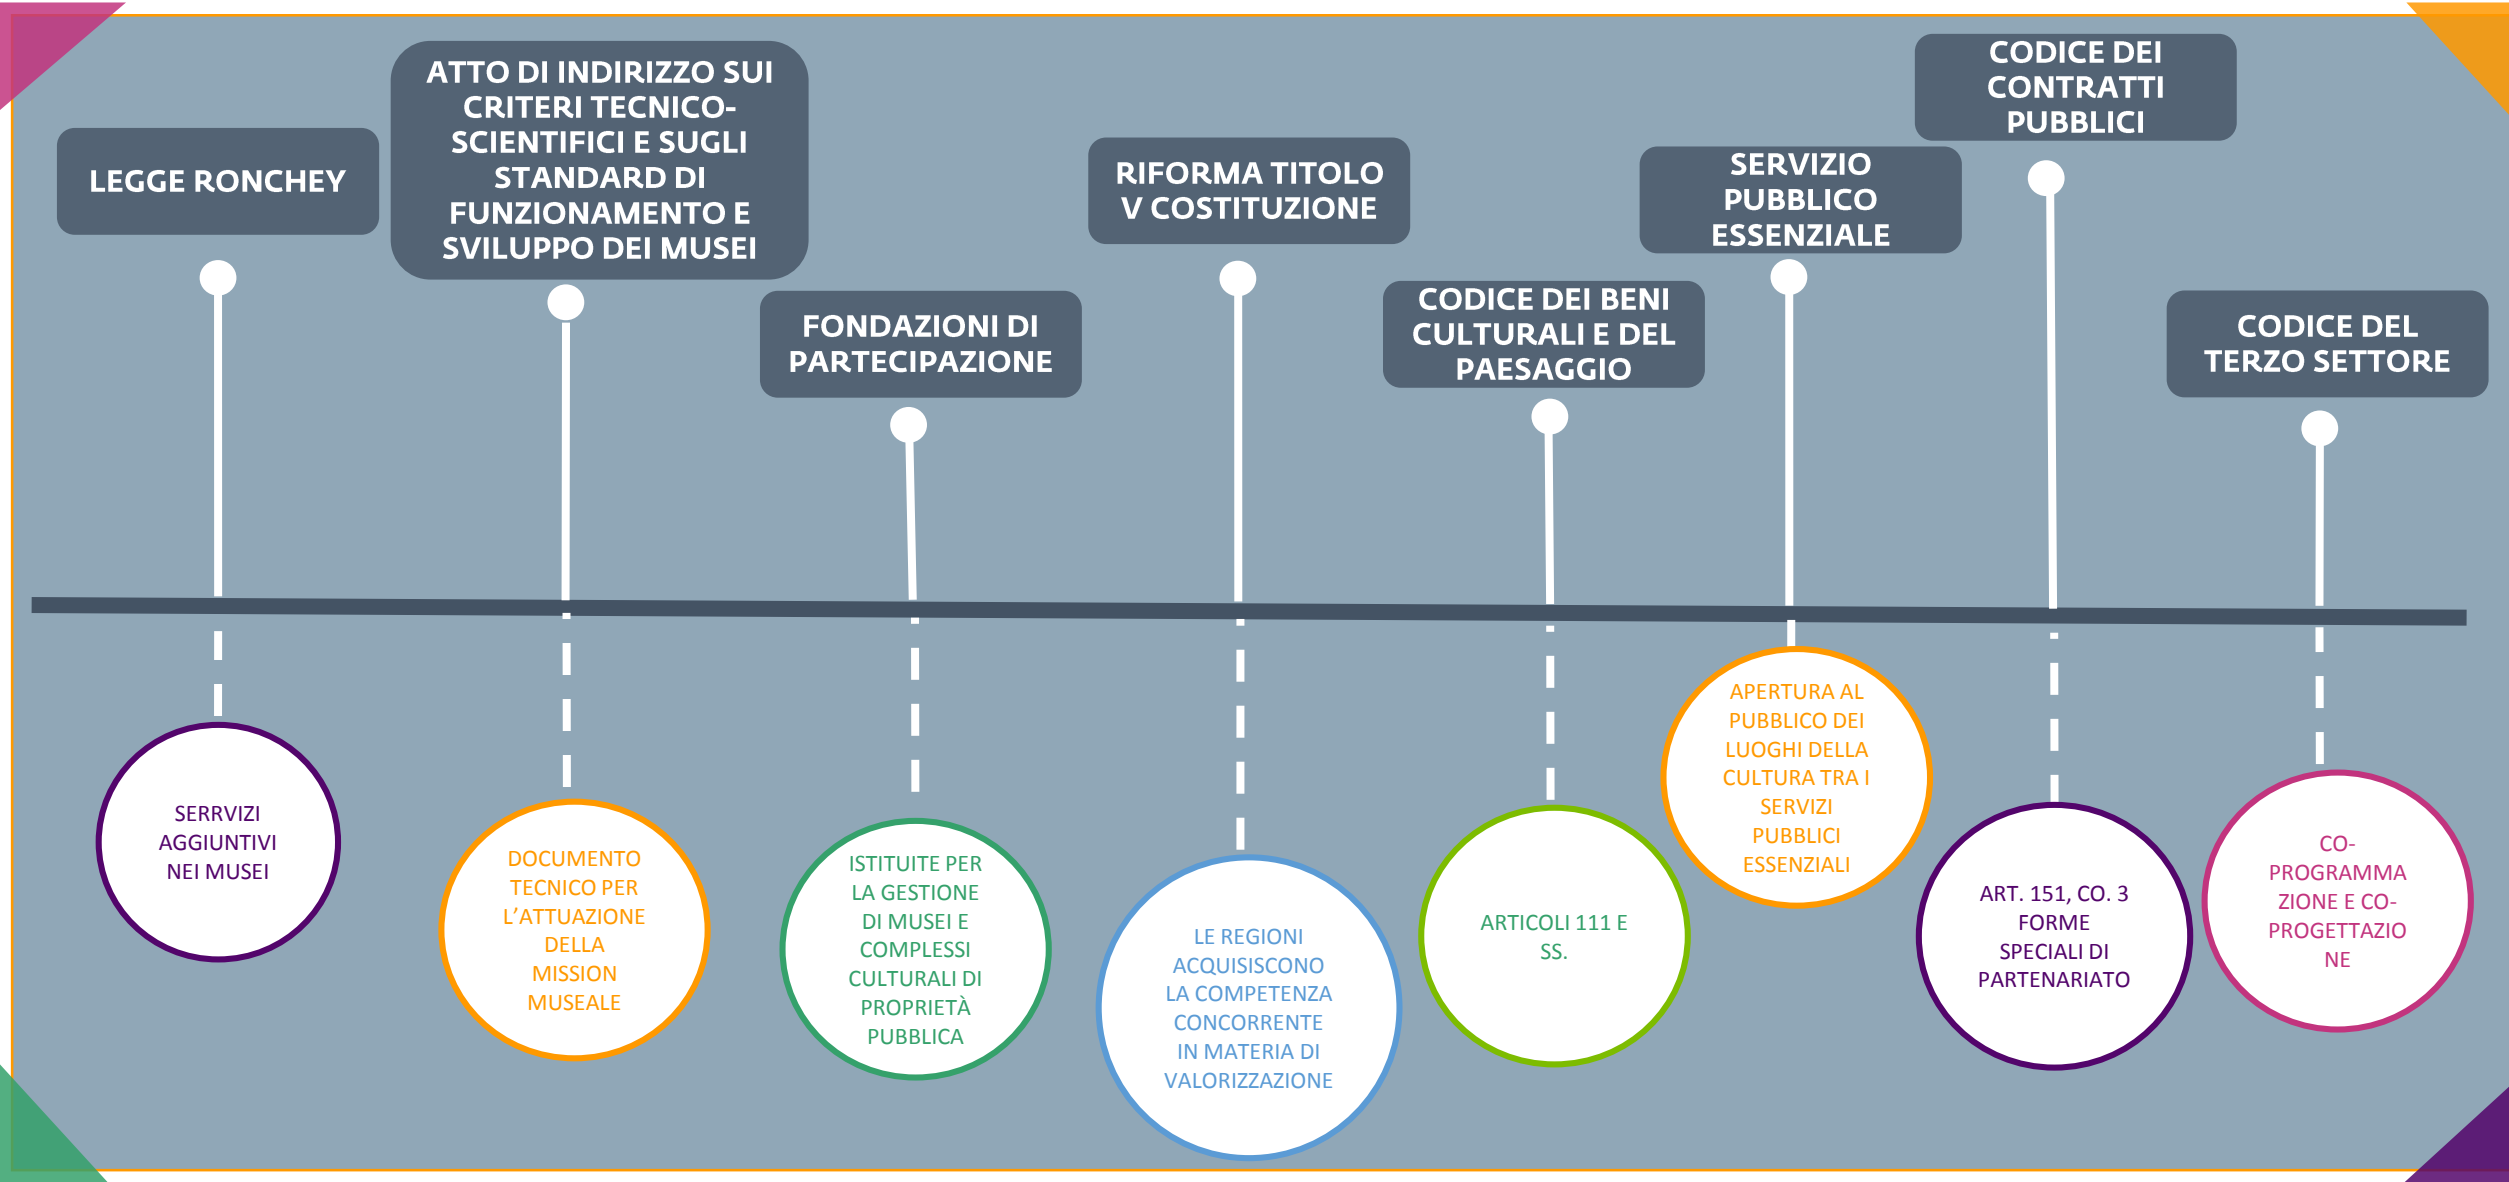 LEGGE RONCHEY
ATTO DI INDIRIZZO SUI
CRITERI TECNICO-
SCIENTIFICI E SUGLI
STANDARD DI
FUNZIONAMENTO E
SVILUPPO DEI MUSEI
FONDAZIONI DI
PARTECIPAZIONE
RIFORMA TITOLO
V COSTITUZIONE
CODICE DEI BENI
CULTURALI E DEL
PAESAGGIO
SERVIZIO
PUBBLICO
ESSENZIALE
CODICE DEI
CONTRATTI
PUBBLICI
CODICE DEL
TERZO SETTORE
SERRVIZI
AGGIUNTIVI
NEI MUSEI
DOCUMENTO
TECNICO PER
L’ATTUAZIONE
DELLA
MISSION
MUSEALE
ISTITUITE PER
LA GESTIONE
DI MUSEI E
COMPLESSI
CULTURALI DI
PROPRIETÀ
PUBBLICA
LE REGIONI
ACQUISISCONO
LA COMPETENZA
CONCORRENTE
IN MATERIA DI
VALORIZZAZIONE
ARTICOLI 111 E
SS.
APERTURA AL
PUBBLICO DEI
LUOGHI DELLA
CULTURA TRA I
SERVIZI
PUBBLICI
ESSENZIALI
ART. 151, CO. 3
FORME
SPECIALI DI
PARTENARIATO
CO-
PROGRAMMA
ZIONE E CO-
PROGETTAZIO
NE